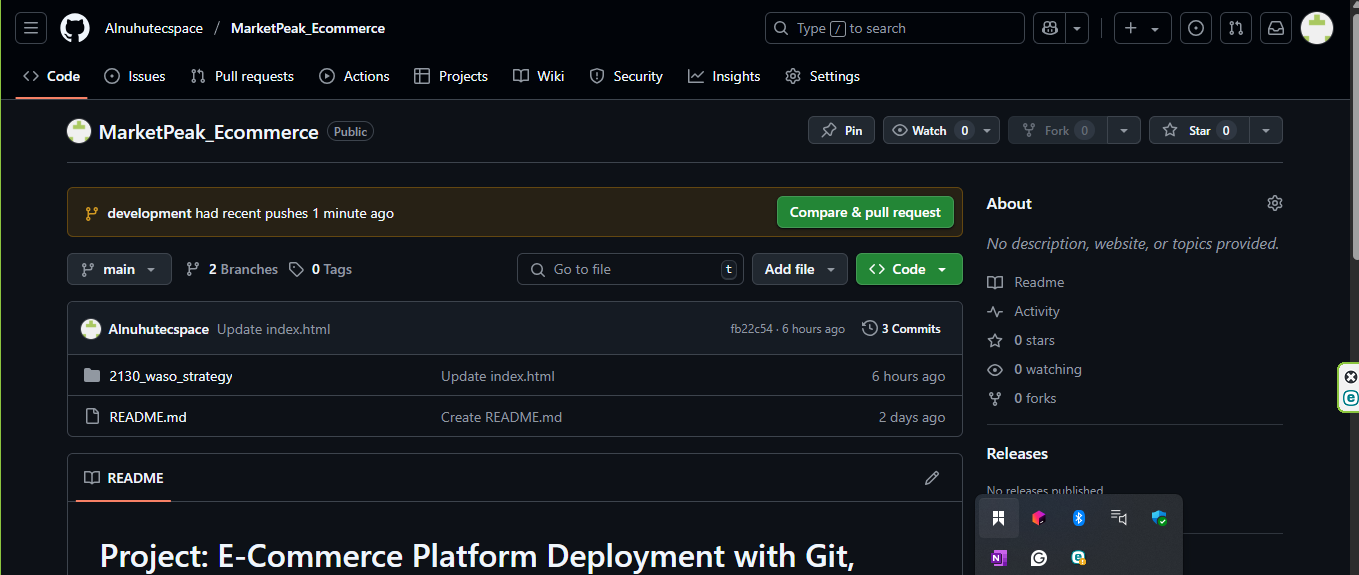 Alnuhutecspace / MarketPeak_Ecommerce
Type / to search
Code Issues Pull requests Actions Projects Wiki Security Insights Settings
MarketPeak_Ecommerce Public
Pin Watch 0 Fork 0 Star 0
development had recent pushes 1 minute ago
Compare & pull request
main 2 Branches 0 Tags
Go to file t
Add file Code
Alnuhutecspace Update index.html fb22c54 · 6 hours ago 3 Commits
2130_waso_strategy Update index.html 6 hours ago
README.md Create README.md 2 days ago
README
Project: E-Commerce Platform Deployment with Git,
About
No description, website, or topics provided.
Readme
Activity
0 stars
0 watching
0 forks
Releases
No releases published